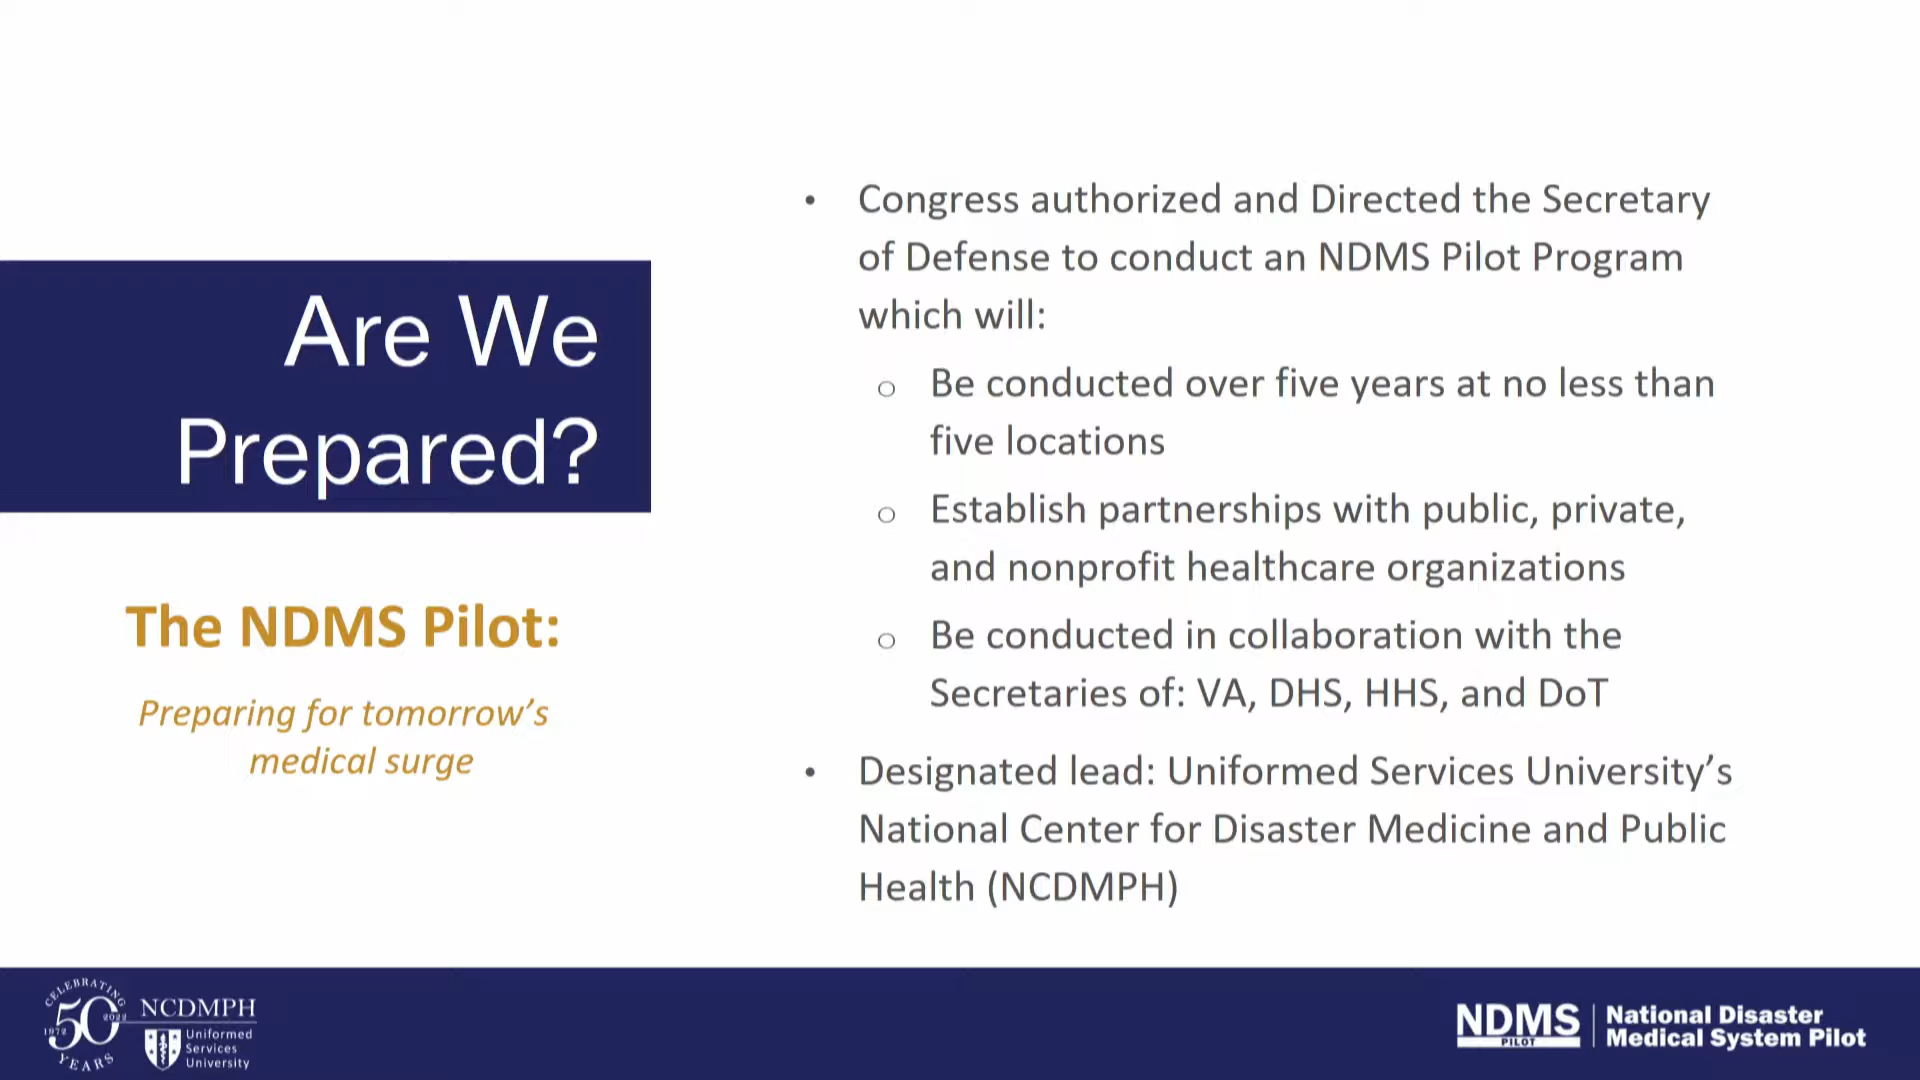 Are We
Prepared?
The NDMS Pilot:
Preparing for tomorrow’s
medical surge
• Congress authorized and Directed the Secretary
of Defense to conduct an NDMS Pilot Program
which will:
o Be conducted over five years at no less than
five locations
o Establish partnerships with public, private,
and nonprofit healthcare organizations
o Be conducted in collaboration with the
Secretaries of: VA, DHS, HHS, and DoT
• Designated lead: Uniformed Services University’s
National Center for Disaster Medicine and Public
Health (NCDMPH)
CELEBRATING
50
1972 2022
YEARS
NCDMPH
Uniformed
Services
University
NDMS
PILOT
National Disaster
Medical System Pilot